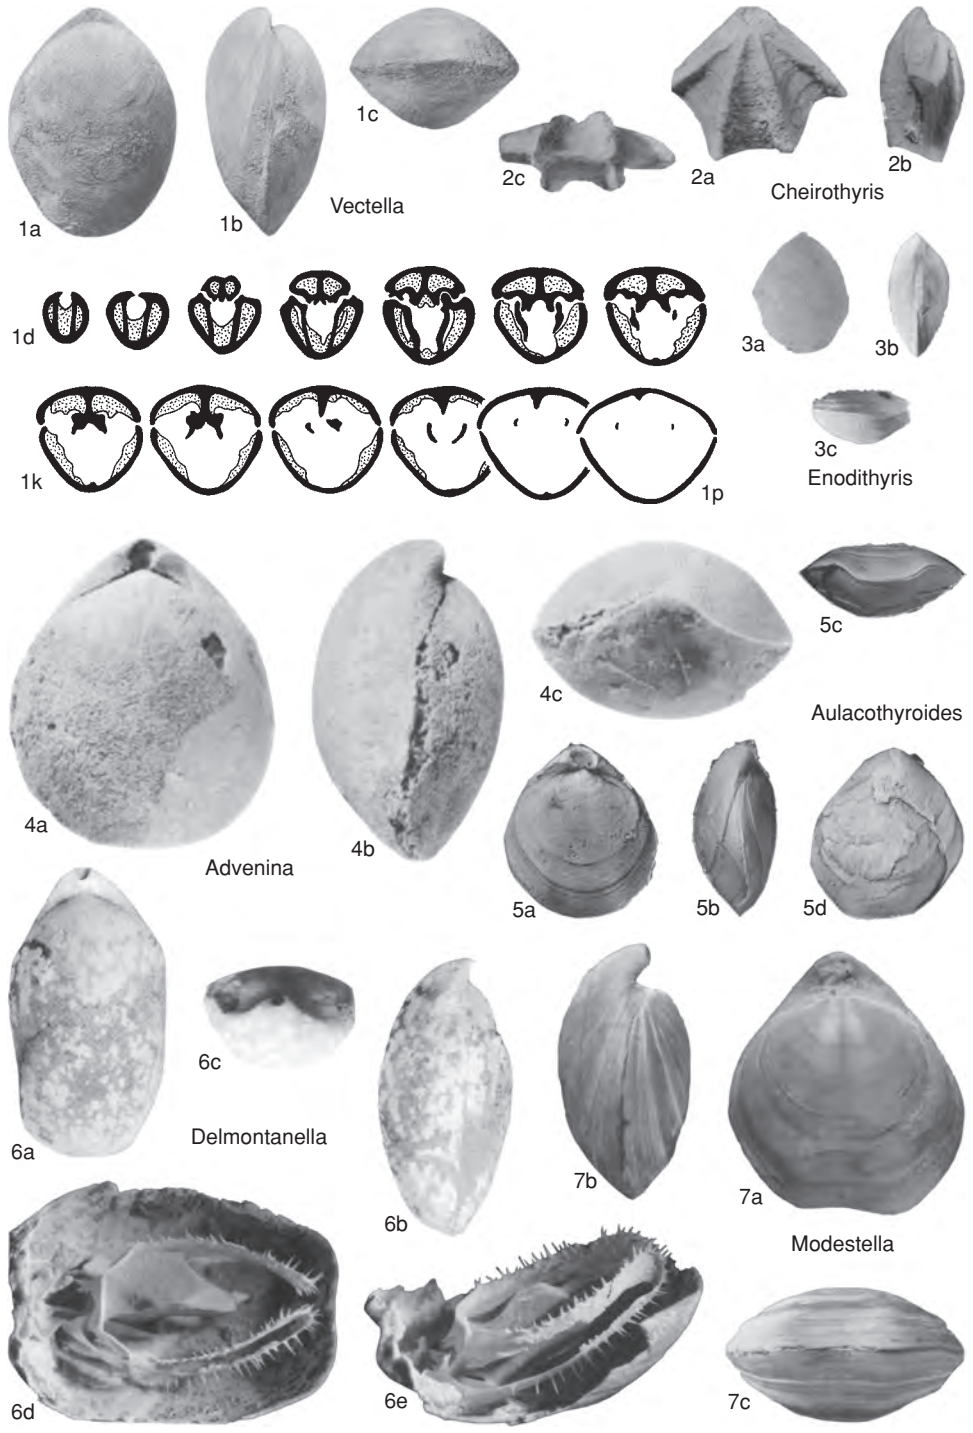 1a
1b
1c
Vectella
2c
2a
2b
Cheirothyris
1d
3a
3b
3c
Enodithyris
1k
1p
4a
4b
4c
Advenina
5c
Aulacothyroides
5a
5b
5d
6a
6c
Delmontanella
6b
7b
7a
Modestella
6d
6e
7c